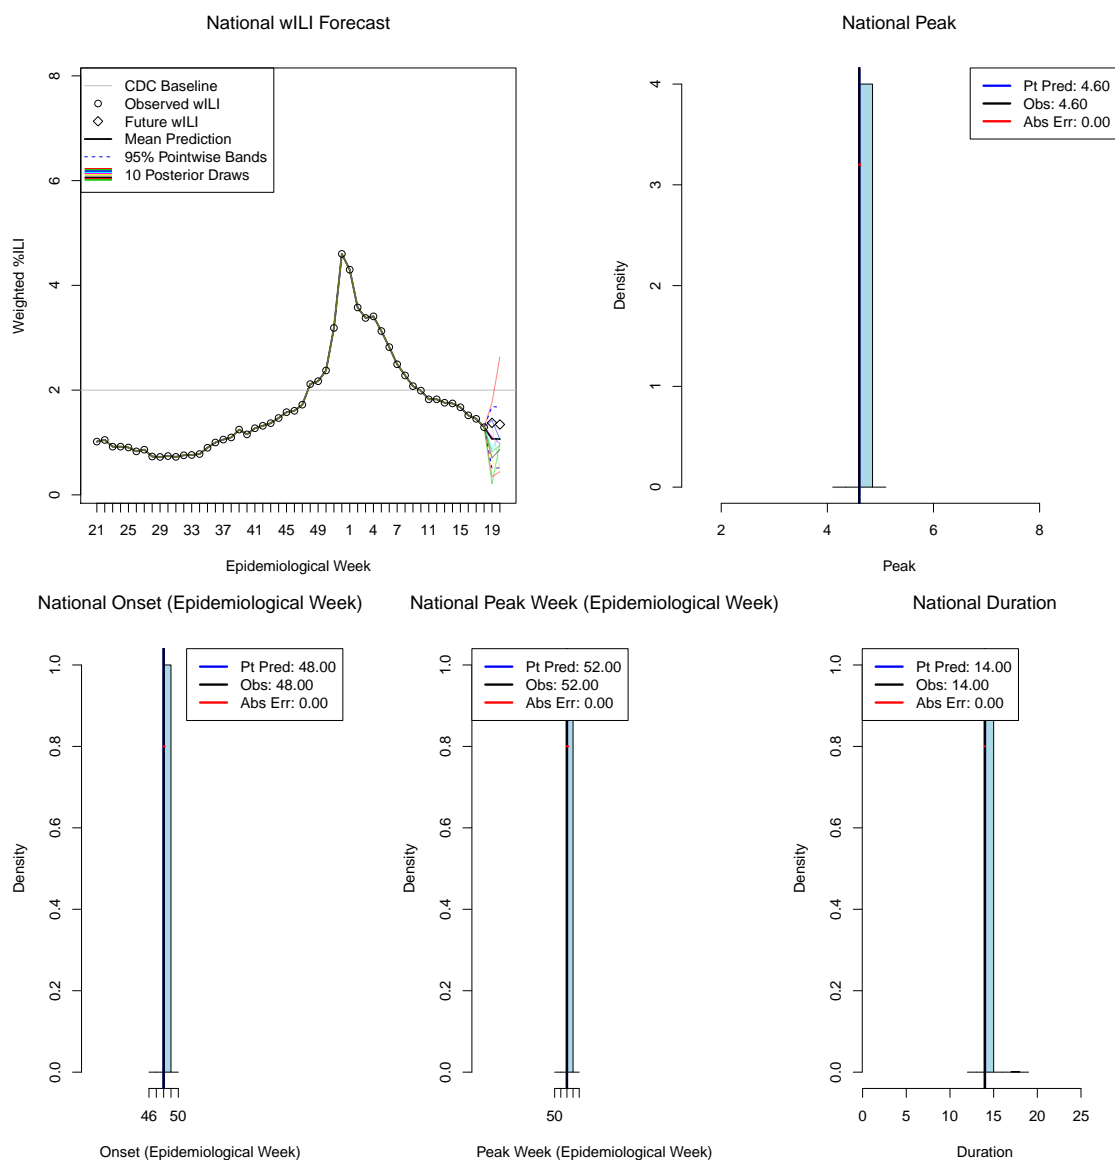 National wILI Forecast
CDC Baseline
Observed wILI
Future wILI
Mean Prediction
95% Pointwise Bands
10 Posterior Draws
Weighted %ILI
0 2 4 6 8
21 25 29 33 37 41 45 49 1 4 7 11 15 19
Epidemiological Week
National Peak
Pt Pred: 4.60
Obs: 4.60
Abs Err: 0.00
Density
0 1 2 3 4
2 4 6 8
Peak
National Onset (Epidemiological Week)
Pt Pred: 48.00
Obs: 48.00
Abs Err: 0.00
Density
0.0 0.2 0.4 0.6 0.8 1.0
46 50
Onset (Epidemiological Week)
National Peak Week (Epidemiological Week)
Pt Pred: 52.00
Obs: 52.00
Abs Err: 0.00
Density
0.0 0.2 0.4 0.6 0.8 1.0
50
Peak Week (Epidemiological Week)
National Duration
Pt Pred: 14.00
Obs: 14.00
Abs Err: 0.00
Density
0.0 0.2 0.4 0.6 0.8 1.0
0 5 10 15 20 25
Duration